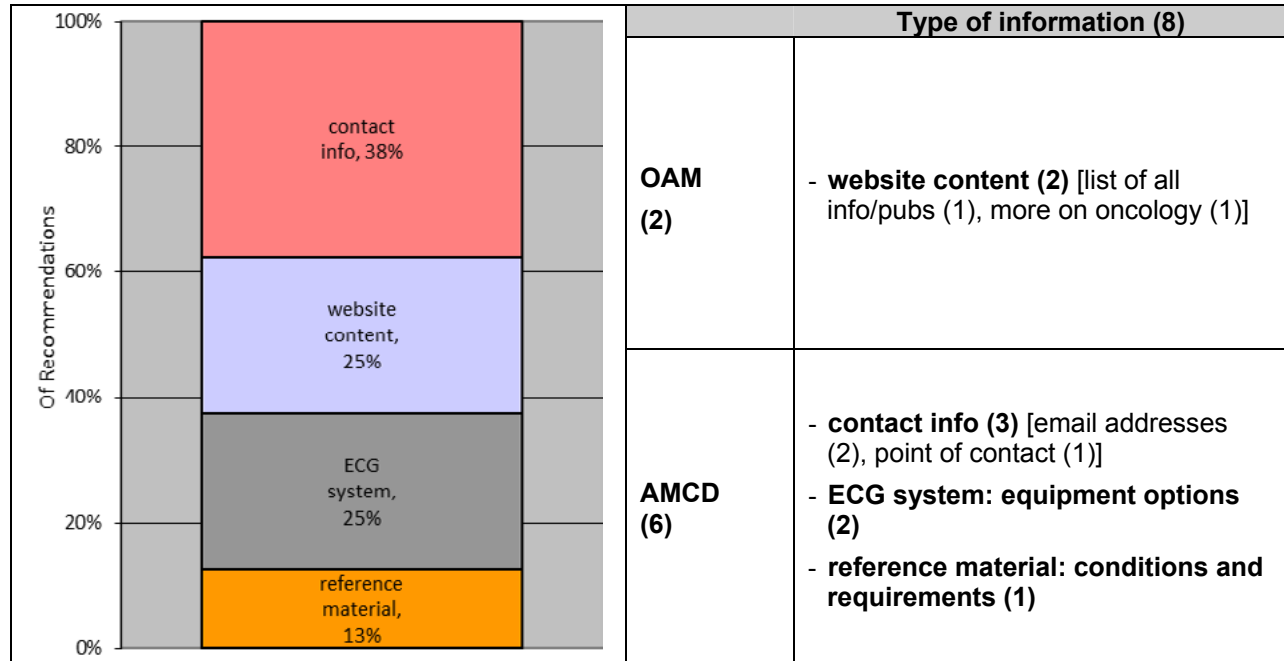 100%
80%
60%
40%
20%
0%
Of Recommendations
contact
info, 38%
website
content,
25%
ECG
system,
25%
reference
material,
13%
Type of information (8)
OAM
(2)
- website content (2) [list of all
info/pubs (1), more on oncology (1)]
AMCD
(6)
- contact info (3) [email addresses
(2), point of contact (1)]
- ECG system: equipment options
(2)
- reference material: conditions and
requirements (1)